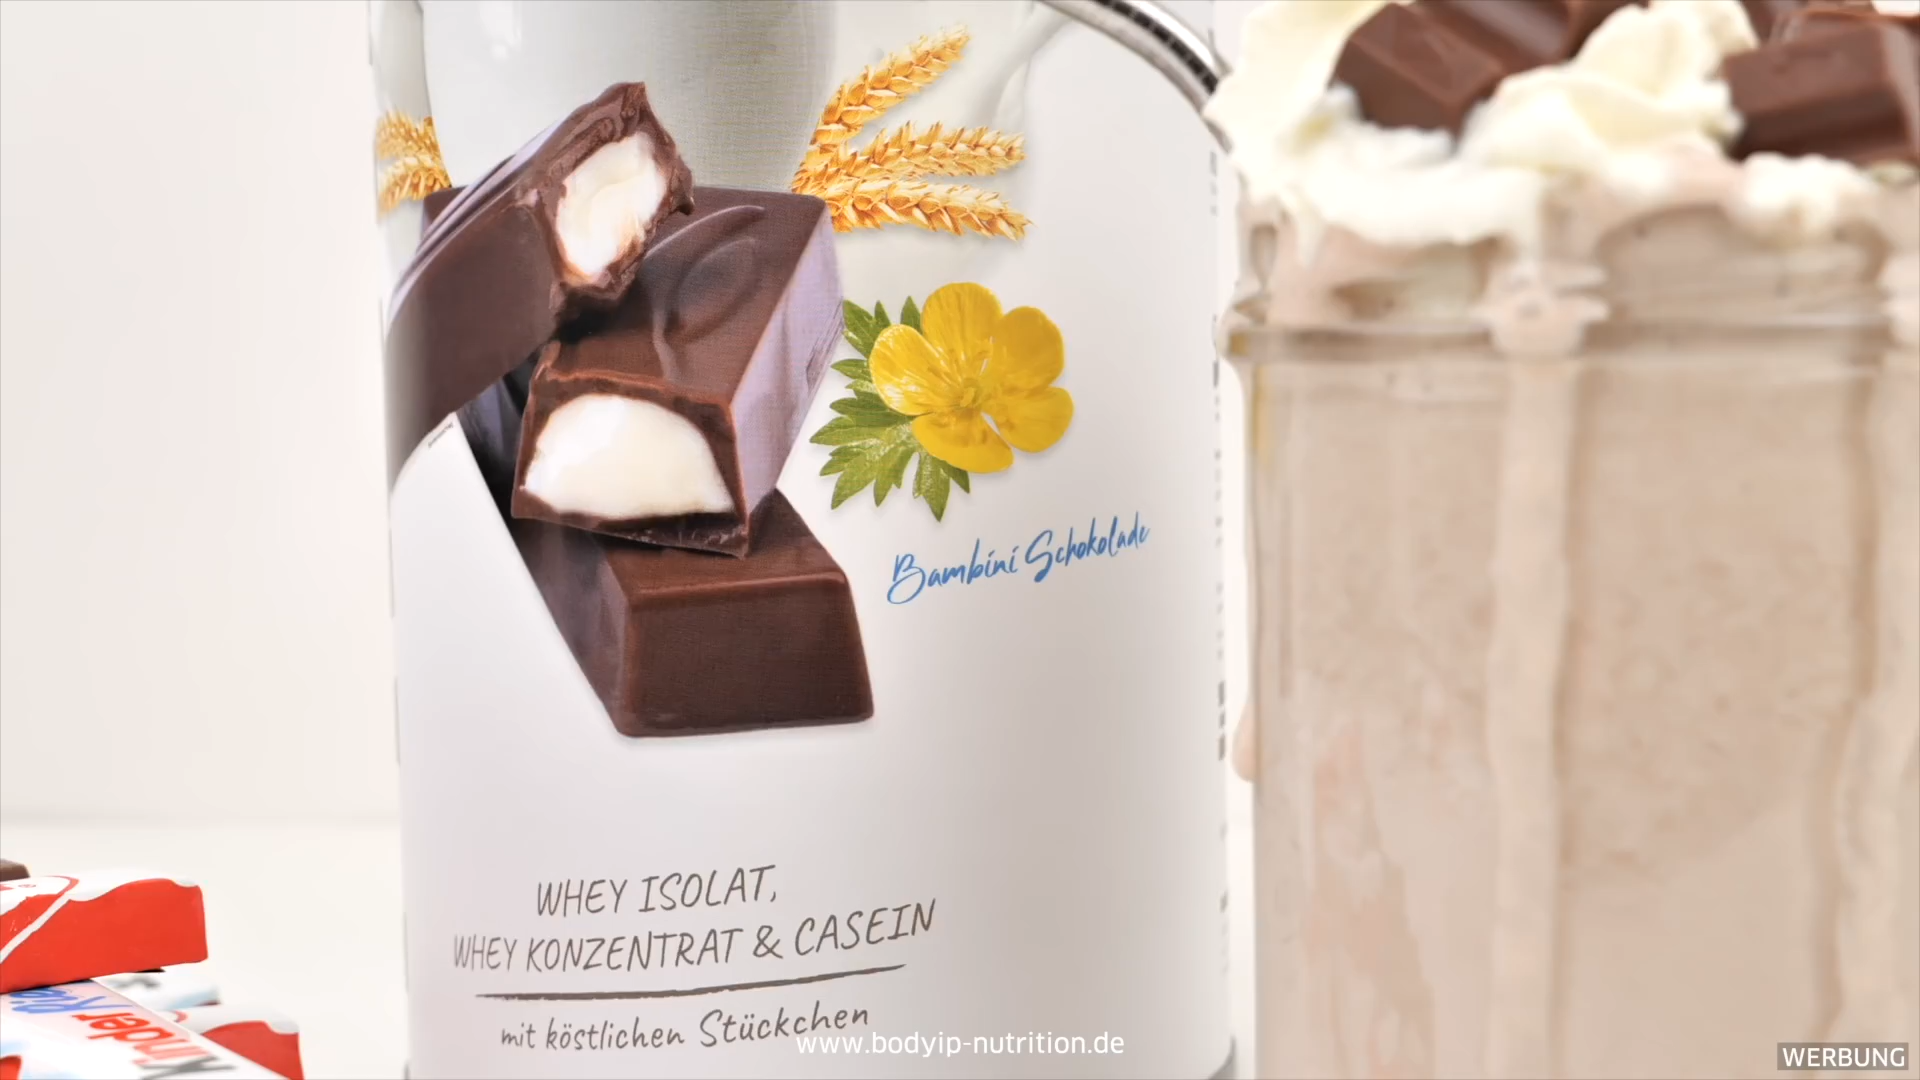 Bambini Schokolade
WHEY ISOLAT,
WHEY KONZENTRAT & CASEIN
mit köstlichen Stückchen
www.bodyip-nutrition.de
WERBUNG